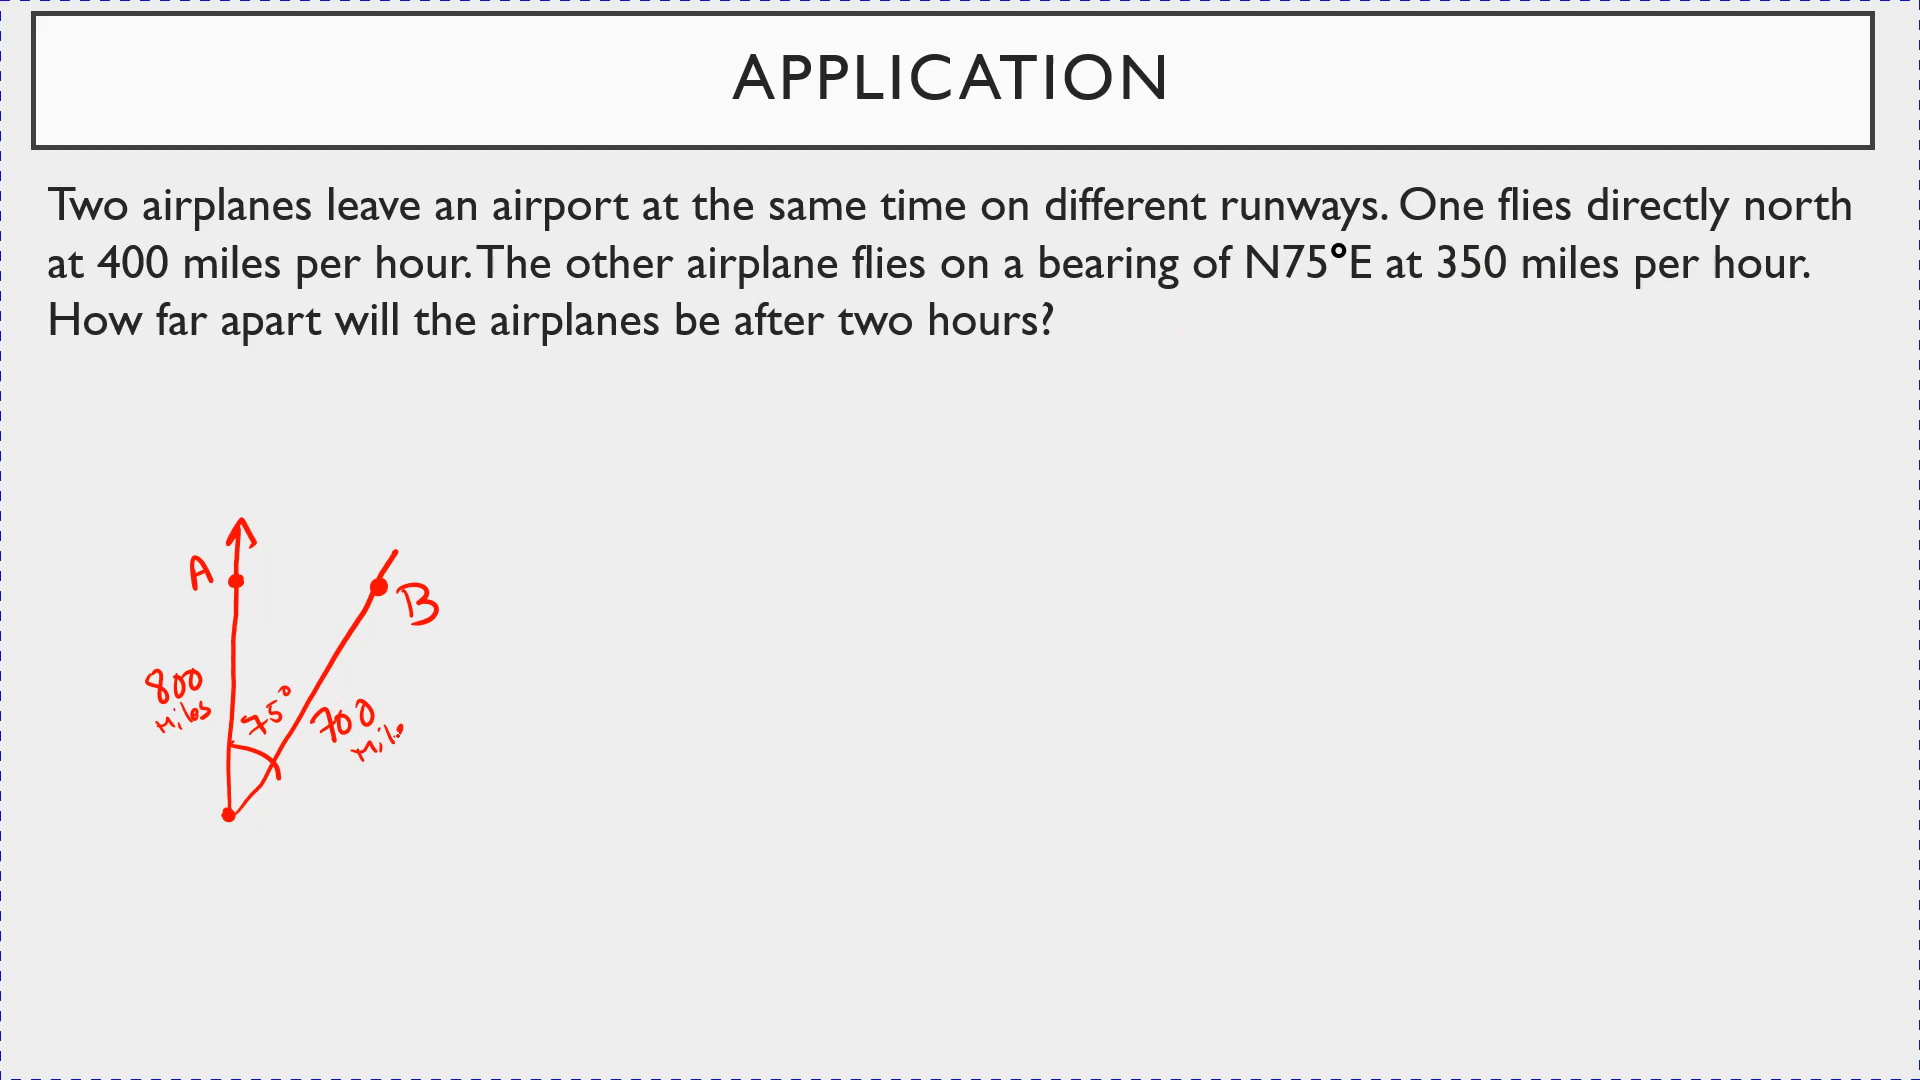 APPLICATION
Two airplanes leave an airport at the same time on different runways. One flies directly north
at 400 miles per hour. The other airplane flies on a bearing of N75°E at 350 miles per hour.
How far apart will the airplanes be after two hours?
A
B
800
miles
75°
700
mile